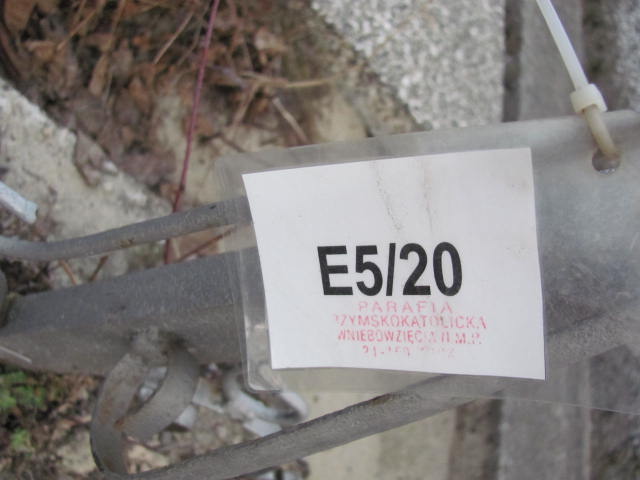 E5/20
PARAFIA
RZYMSKOKATOLICKA
WNIEBOWZIĘCIA N.M.P.